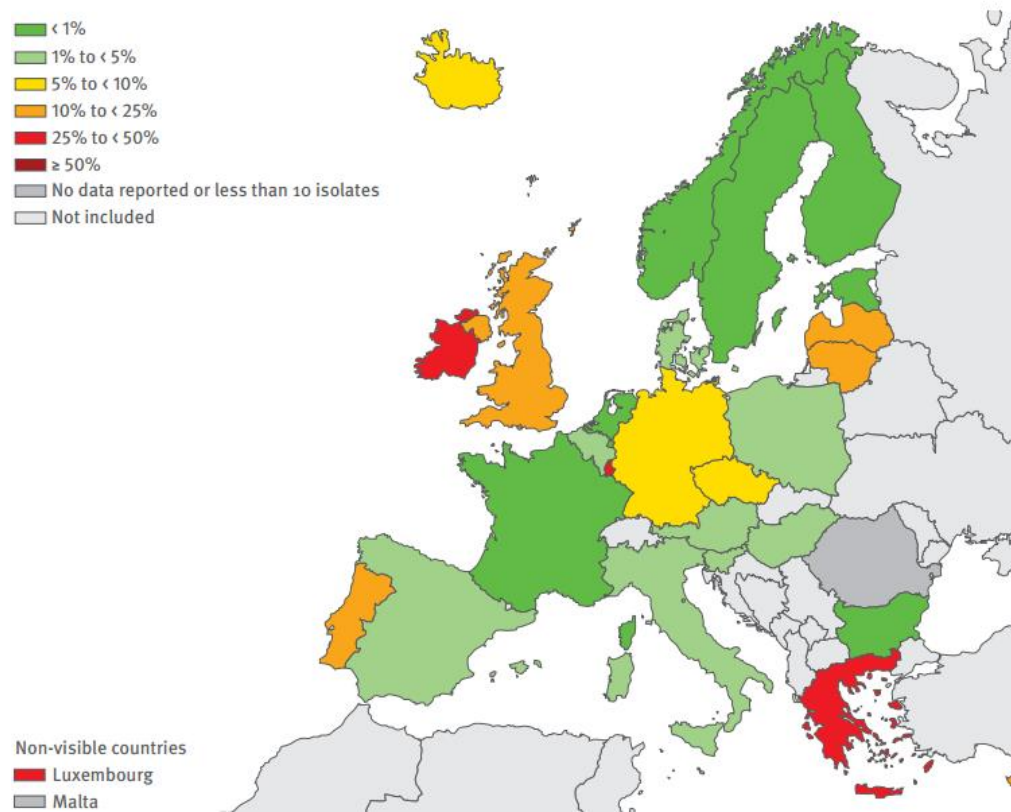 < 1%
1% to < 5%
5% to < 10%
10% to < 25%
25% to < 50%
≥ 50%
No data reported or less than 10 isolates
Not included
Non-visible countries
Luxembourg
Malta